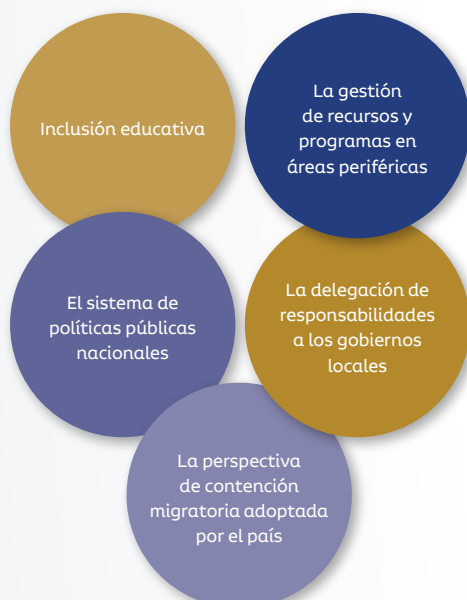 Inclusión educativa
La gestión
de recursos y
programas en
áreas periféricas
El sistema de
políticas públicas
nacionales
La delegación de
responsabilidades
a los gobiernos
locales
La perspectiva
de contención
migratoria adoptada
por el país